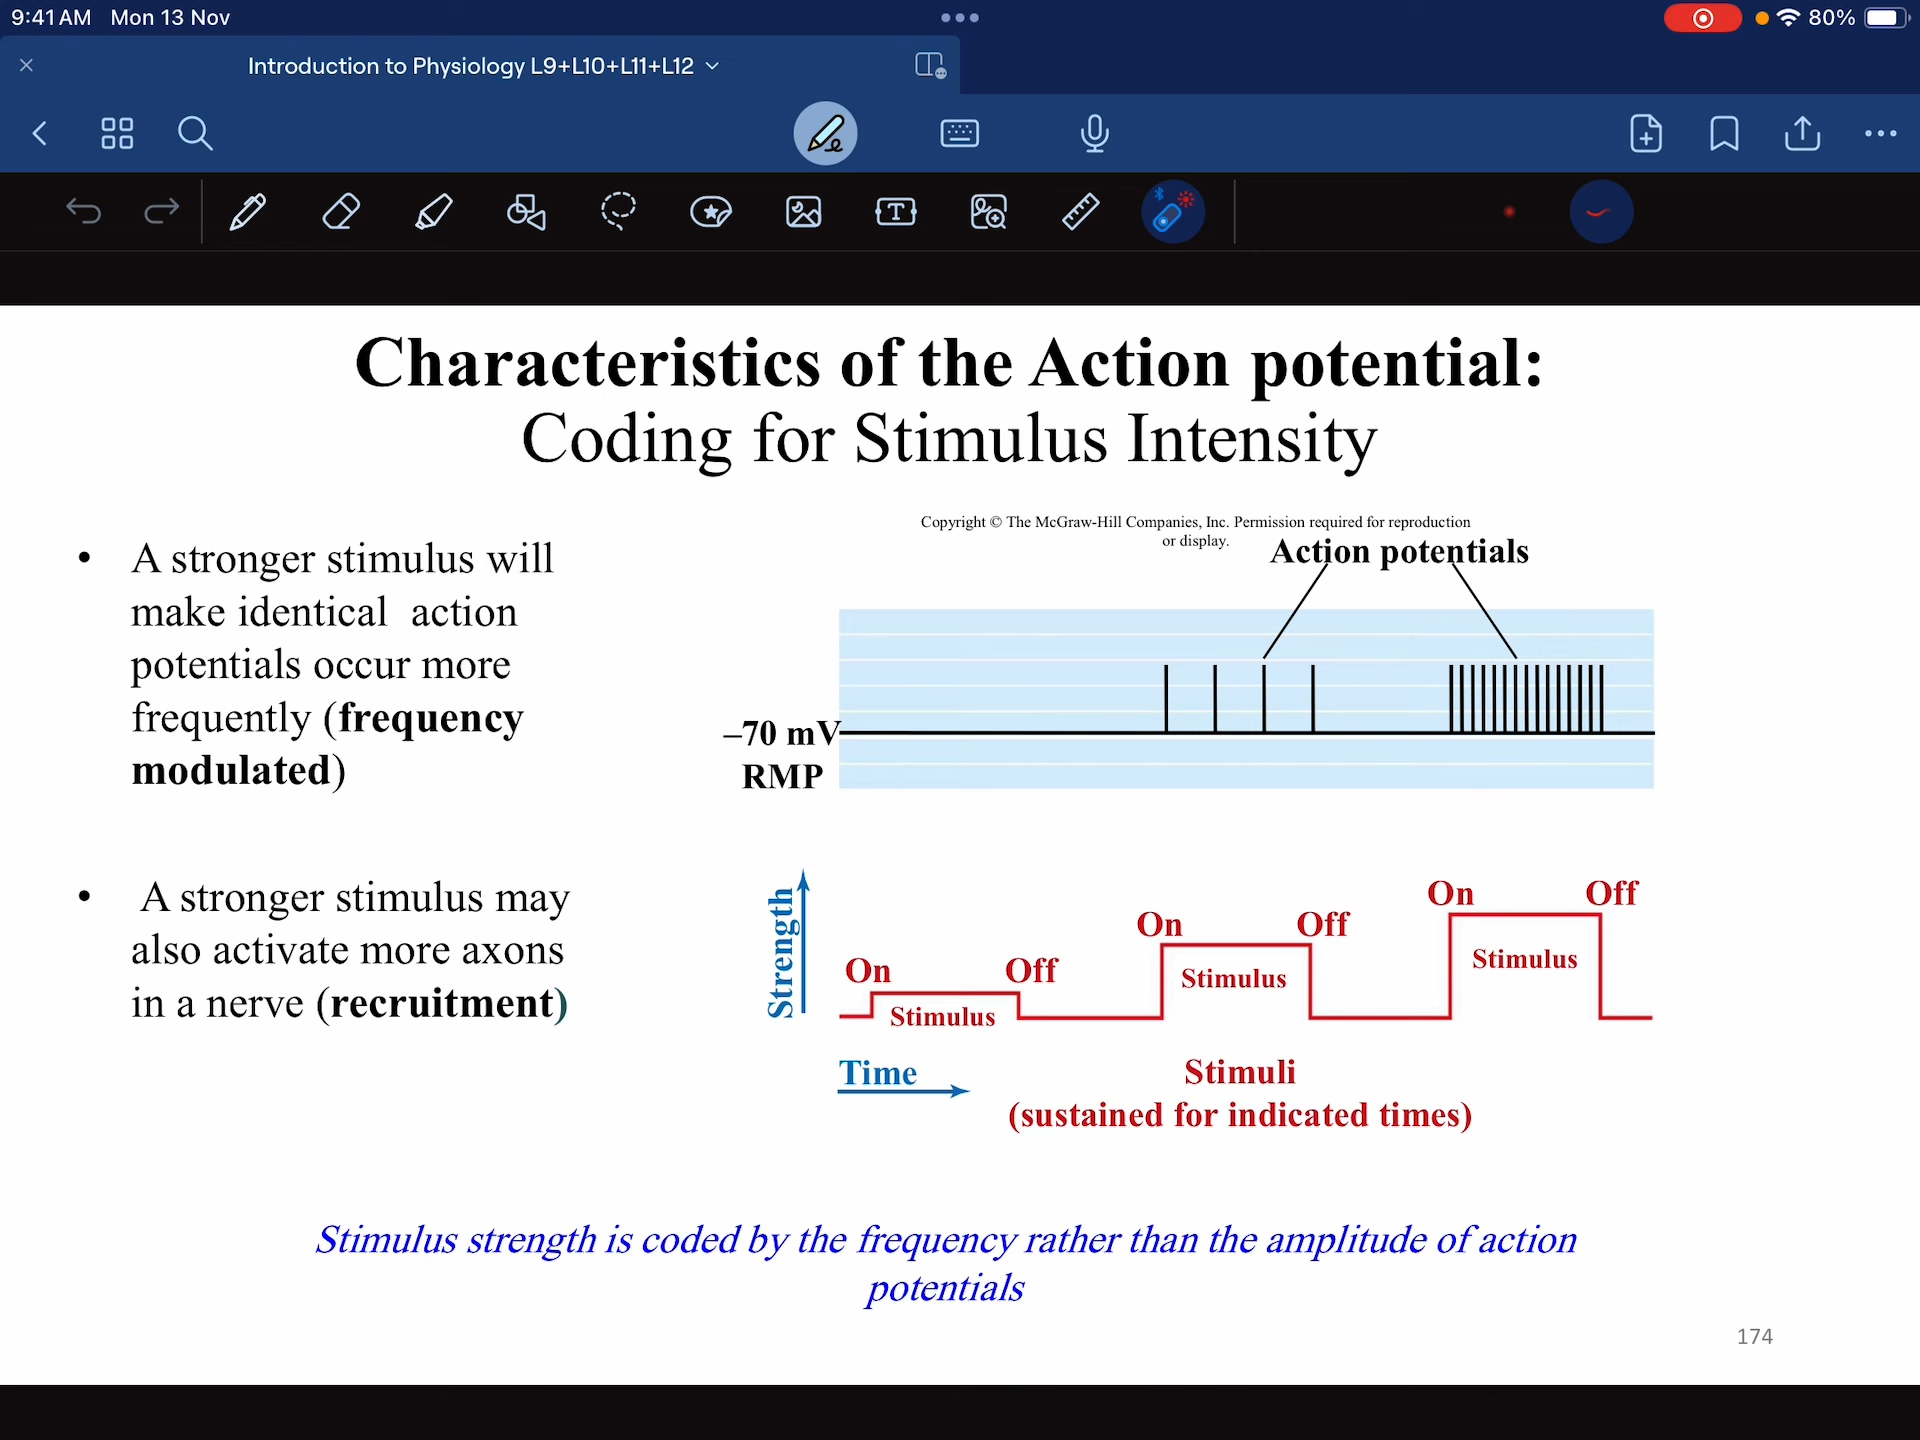 9:41 AM Mon 13 Nov
80%
Introduction to Physiology L9+L10+L11+L12
Characteristics of the Action potential:
Coding for Stimulus Intensity
• A stronger stimulus will
make identical action
potentials occur more
frequently (frequency
modulated)
• A stronger stimulus may
also activate more axons
in a nerve (recruitment)
Copyright © The McGraw-Hill Companies, Inc. Permission required for reproduction
or display.
Action potentials
–70 mV
RMP
Strength
On Off
Stimulus
On Off
Stimulus
On Off
Stimulus
Time
Stimuli
(sustained for indicated times)
Stimulus strength is coded by the frequency rather than the amplitude of action
potentials
174